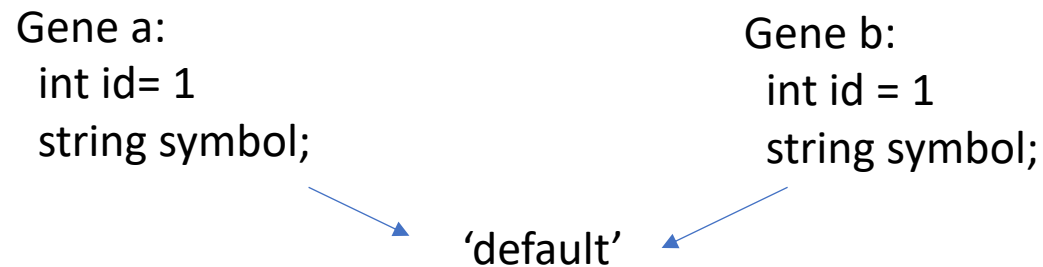 Gene a:
int id= 1
string symbol;
Gene b:
int id = 1
string symbol;
‘default’